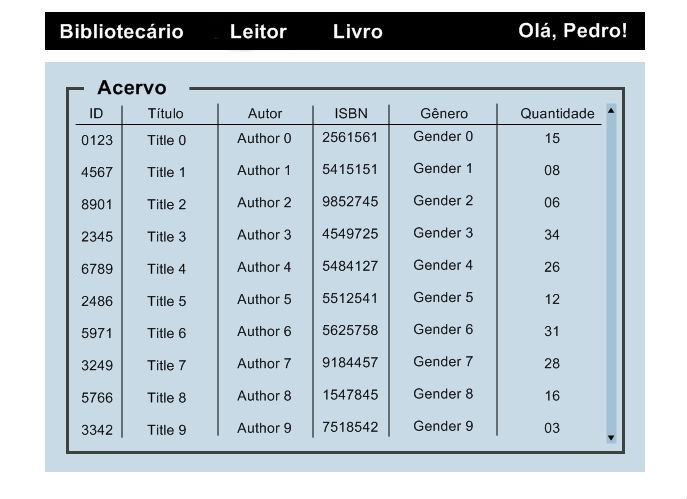 Bibliotecário Leitor Livro Olá, Pedro!
Acervo
ID Título Autor ISBN Gênero Quantidade
0123 Title 0 Author 0 2561561 Gender 0 15
4567 Title 1 Author 1 5415151 Gender 1 08
8901 Title 2 Author 2 9852745 Gender 2 06
2345 Title 3 Author 3 4549725 Gender 3 34
6789 Title 4 Author 4 5484127 Gender 4 26
2486 Title 5 Author 5 5512541 Gender 5 12
5971 Title 6 Author 6 5625758 Gender 6 31
3249 Title 7 Author 7 9184457 Gender 7 28
5766 Title 8 Author 8 1547845 Gender 8 16
3342 Title 9 Author 9 7518542 Gender 9 03